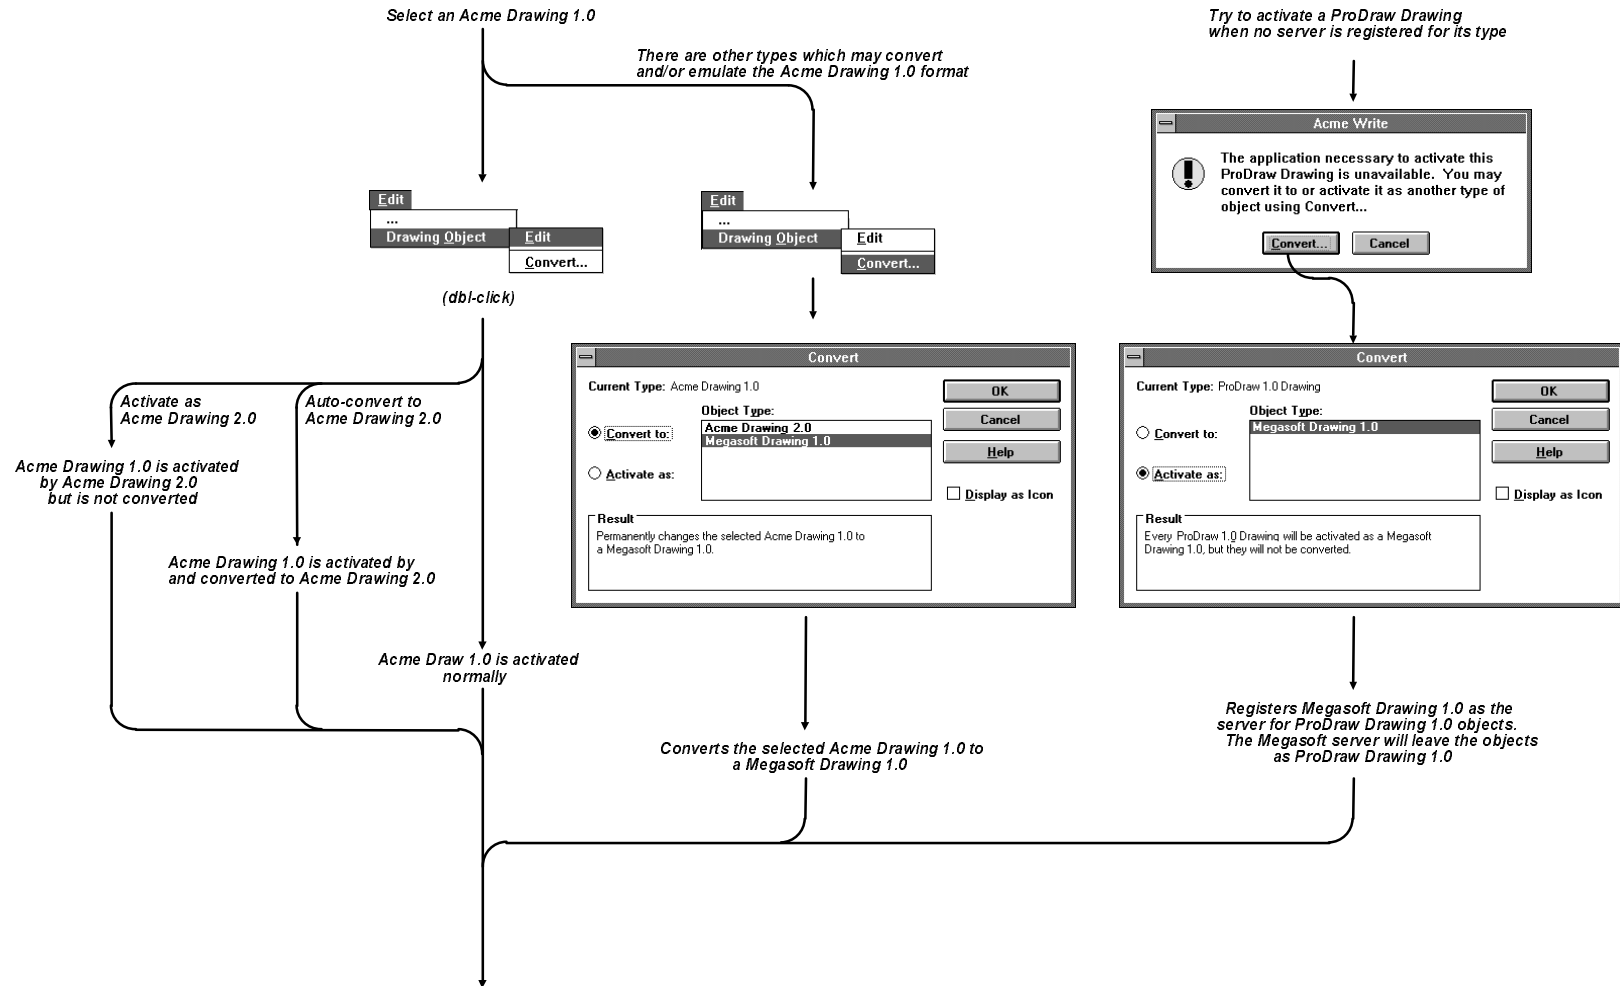 Select an Acme Drawing 1.0
There are other types which may convert
and/or emulate the Acme Drawing 1.0 format
Try to activate a ProDraw Drawing
when no server is registered for its type
Edit
...
Drawing Object
Edit
Convert...
(dbl-click)
Edit
...
Drawing Object
Edit
Convert...
Acme Write
The application necessary to activate this
ProDraw Drawing is unavailable. You may
convert it to or activate it as another type of
object using Convert...
Convert...
Cancel
Activate as
Acme Drawing 2.0
Auto-convert to
Acme Drawing 2.0
Acme Drawing 1.0 is activated
by Acme Drawing 2.0
but is not converted
Acme Drawing 1.0 is activated by
and converted to Acme Drawing 2.0
Acme Draw 1.0 is activated
normally
Convert
Current Type: Acme Drawing 1.0
Object Type:
Convert to:
Activate as:
Acme Drawing 2.0
Megasoft Drawing 1.0
OK
Cancel
Help
Display as Icon
Result
Permanently changes the selected Acme Drawing 1.0 to
a Megasoft Drawing 1.0.
Converts the selected Acme Drawing 1.0 to
a Megasoft Drawing 1.0
Convert
Current Type: ProDraw 1.0 Drawing
Object Type:
Convert to:
Activate as:
Megasoft Drawing 1.0
OK
Cancel
Help
Display as Icon
Result
Every ProDraw 1.0 Drawing will be activated as a Megasoft
Drawing 1.0, but they will not be converted.
Registers Megasoft Drawing 1.0 as the
server for ProDraw Drawing 1.0 objects.
The Megasoft server will leave the objects
as ProDraw Drawing 1.0